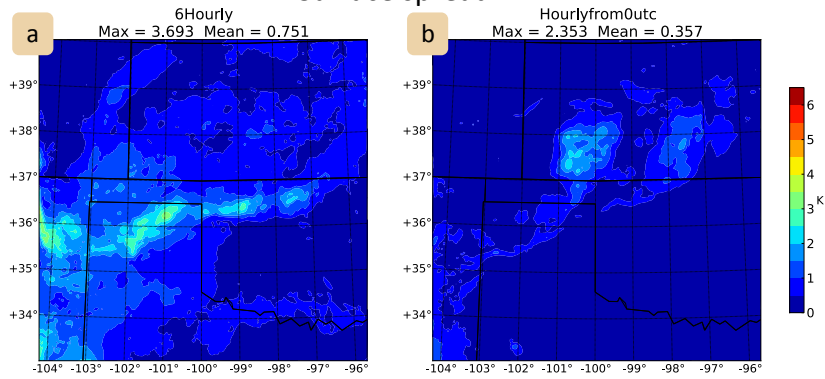 a
6Hourly
Max = 3.693 Mean = 0.751
b
Hourlyfrom0utc
Max = 2.353 Mean = 0.357
+39°
+38°
+37°
+36°
+35°
+34°
-104° -103° -102° -101° -100° -99° -98° -97° -96°
+39°
+38°
+37°
+36°
+35°
+34°
-104° -103° -102° -101° -100° -99° -98° -97° -96°
6
5
4
3
2
1
0
K